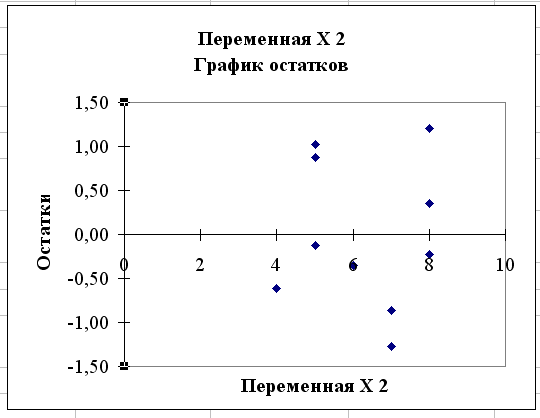 Переменная X 2
График остатков
1,50
1,00
0,50
0,00
-0,50
-1,00
-1,50
0 2 4 6 8 10
Остатки
Переменная X 2